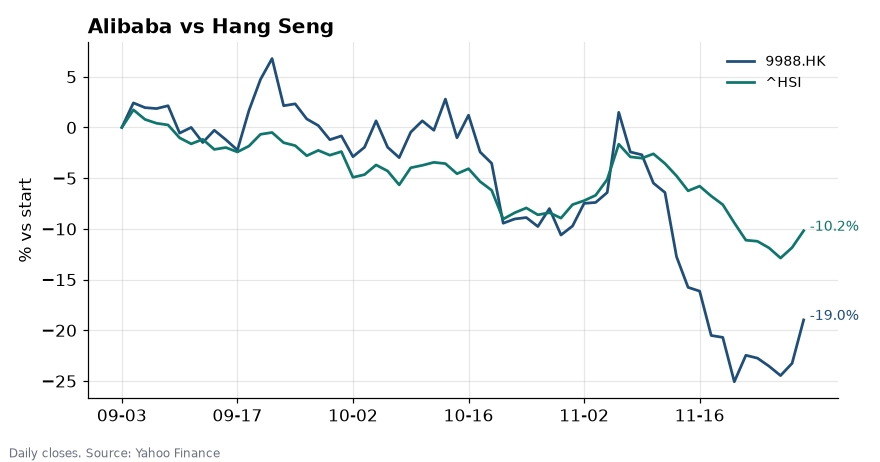 Alibaba vs Hang Seng
9988.HK
^HSI
% vs start
5
0
−5
−10
−15
−20
−25
-10.2%
-19.0%
09-03 09-17 10-02 10-16 11-02 11-16
Daily closes. Source: Yahoo Finance